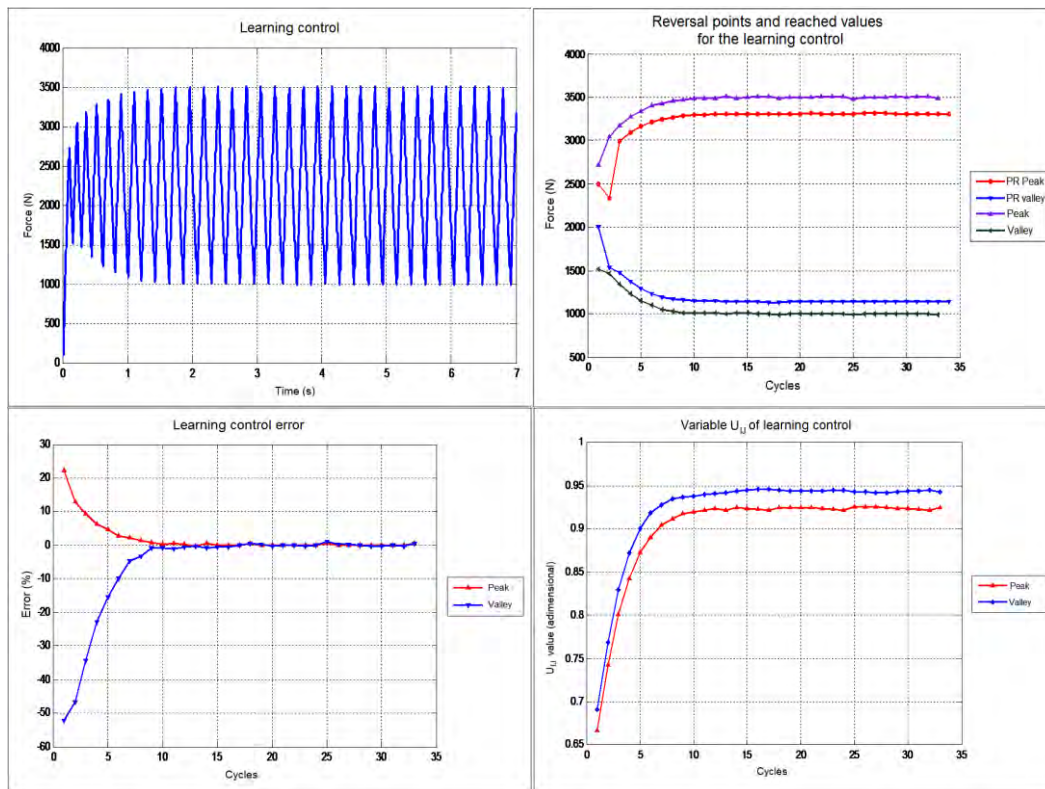 Learning control
4000
3500
3000
2500
2000
1500
1000
500
0
Force (N)
0 1 2 3 4 5 6 7
Time (s)
Reversal points and reached values
for the learning control
4000
3500
3000
2500
2000
1500
1000
500
Force (N)
0 5 10 15 20 25 30 35
Cycles
PR Peak
PR valley
Peak
Valley
Learning control error
30
20
10
0
-10
-20
-30
-40
-50
-60
Error (%)
0 5 10 15 20 25 30 35
Cycles
Peak
Valley
Variable UIJ of learning control
1
0.95
0.9
0.85
0.8
0.75
0.7
0.65
UIJ value (adimensional)
0 5 10 15 20 25 30 35
Cycles
Peak
Valley